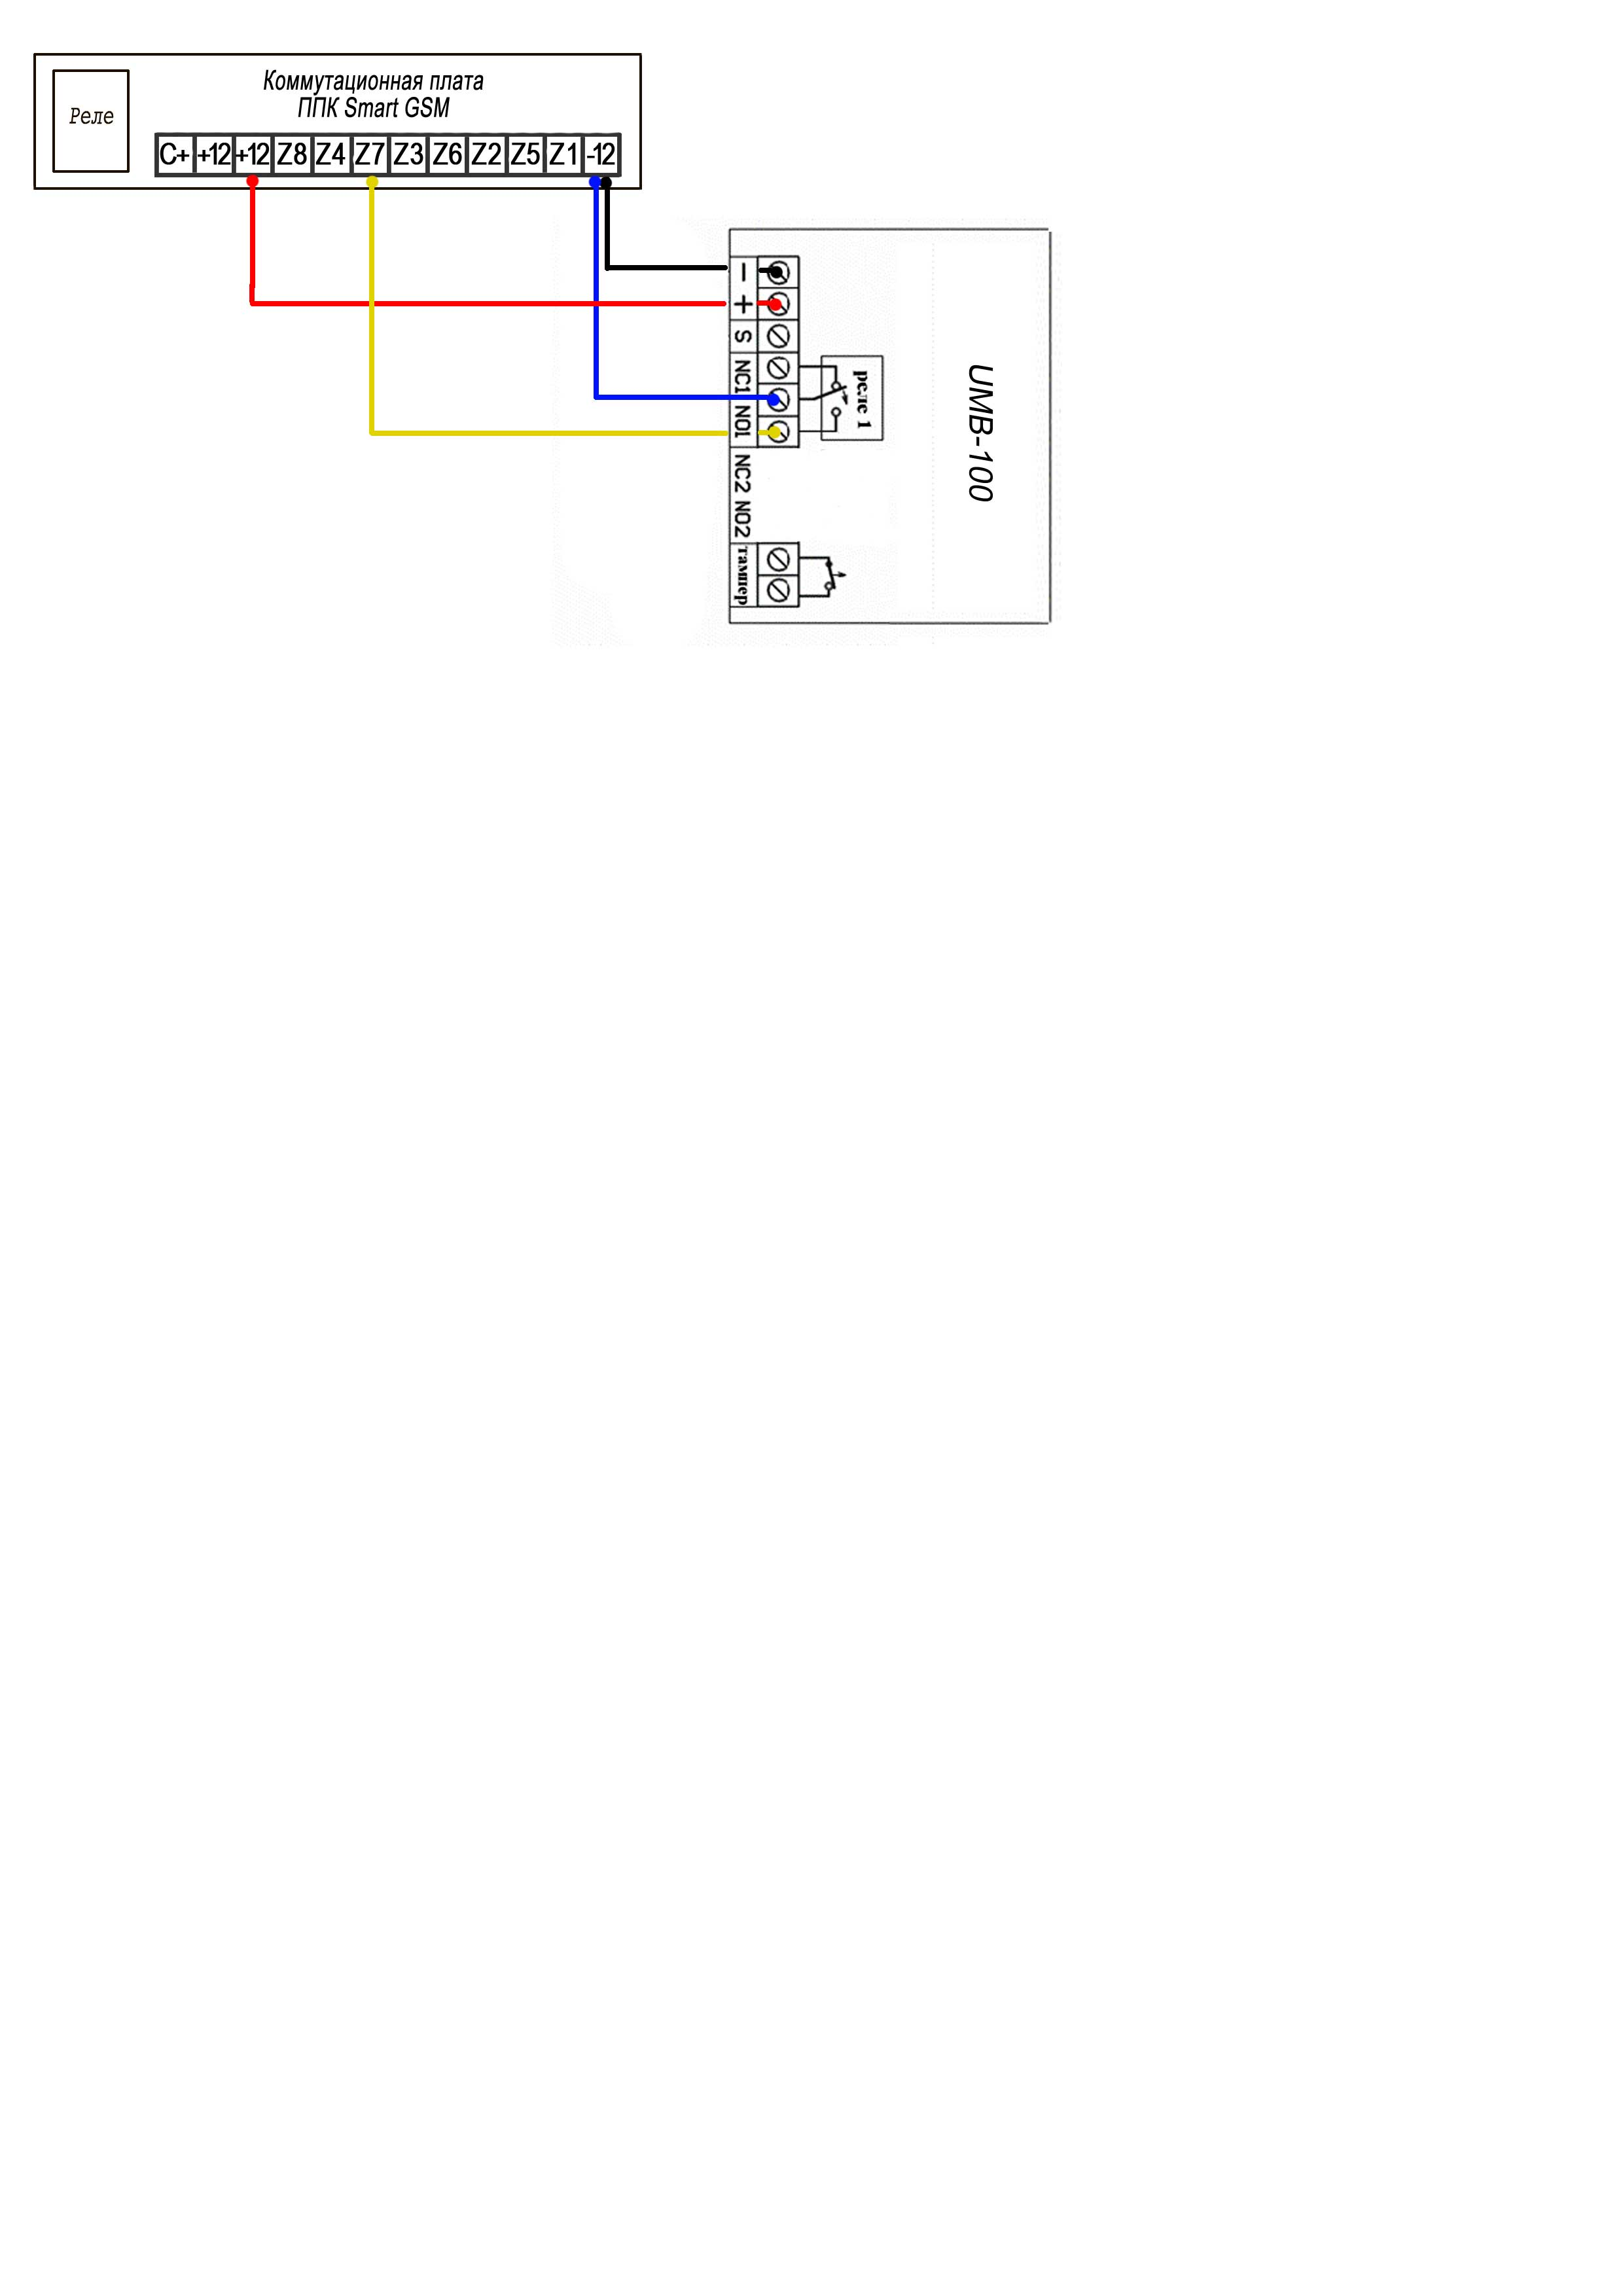 Коммутационная плата
ППК Smart GSM
Реле
C+ +12 +12 Z8 Z4 Z7 Z3 Z6 Z2 Z5 Z1 -12
–
+
S
NC1
NO1
NC2
NO2
тампер
реле 1
UMB-100